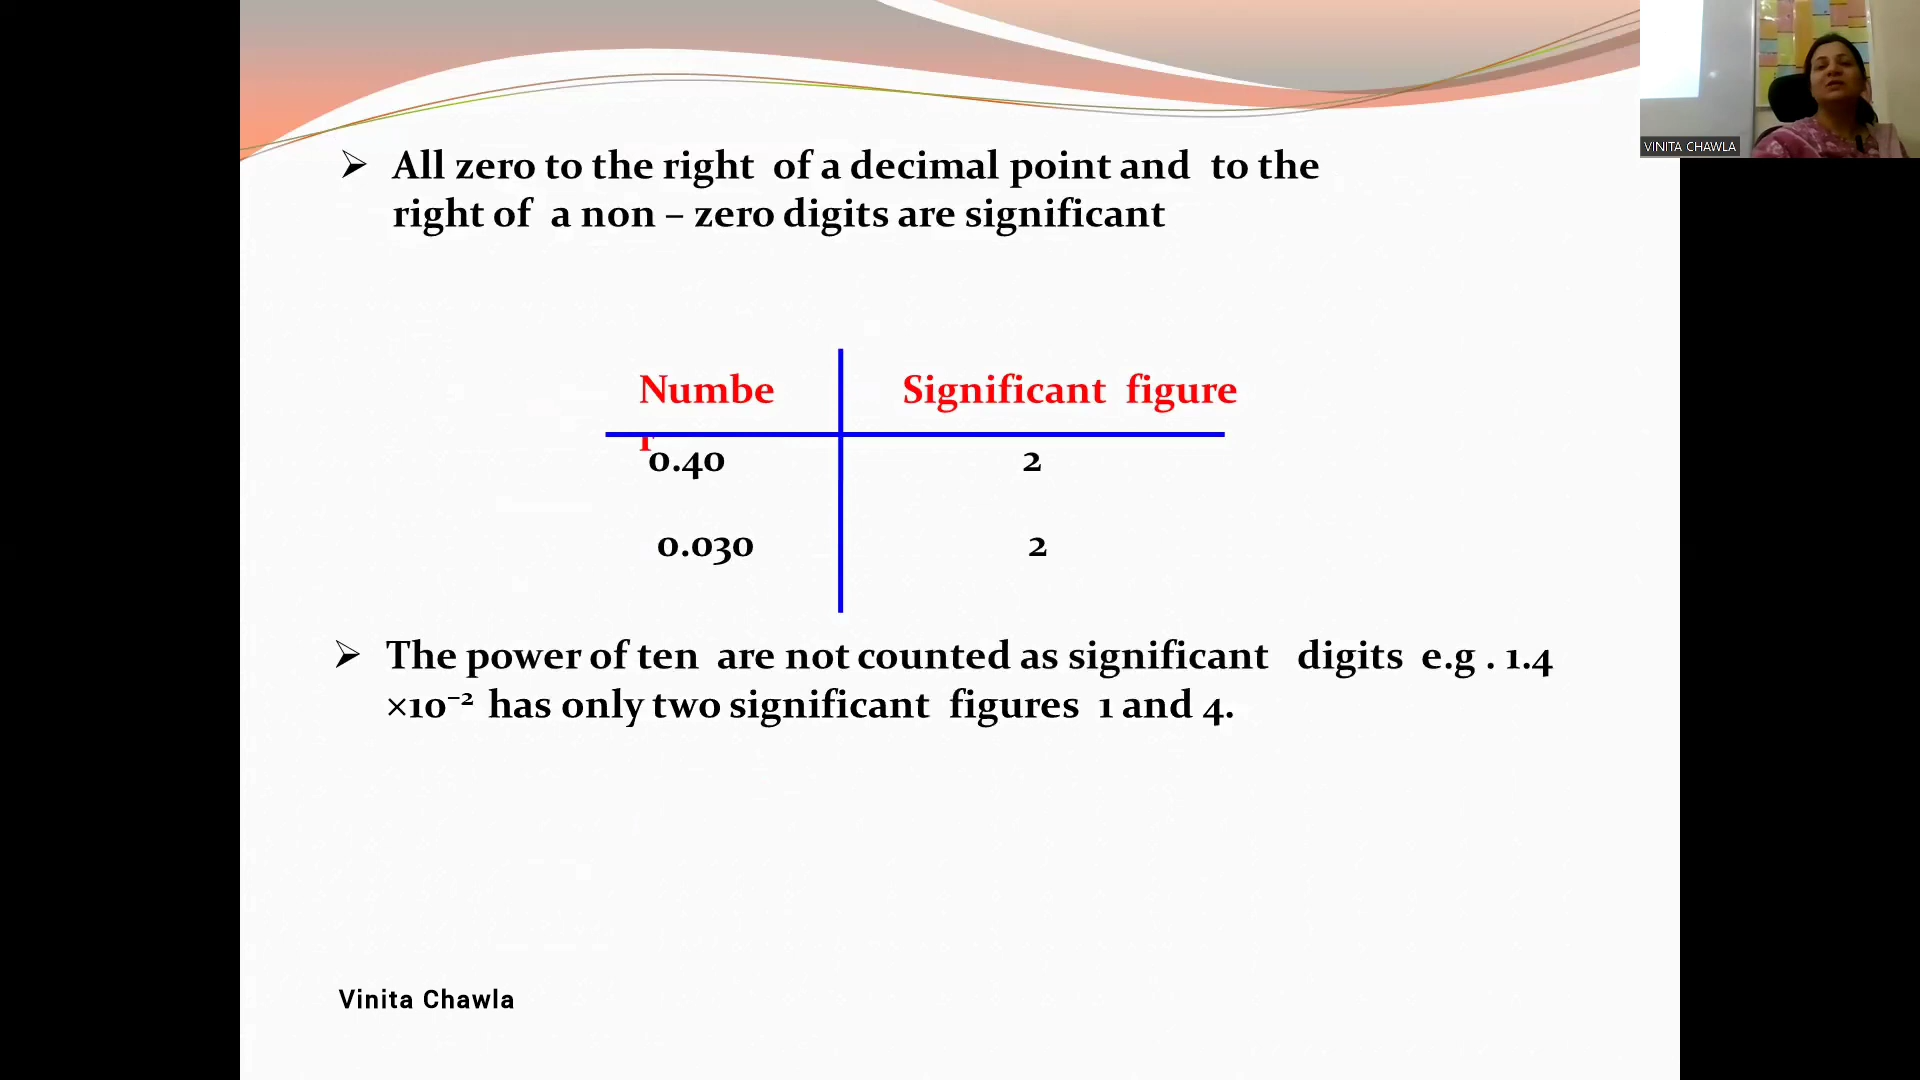 ➢ All zero to the right of a decimal point and to the
right of a non – zero digits are significant
Numbe
r
Significant figure
0.40 2
0.030 2
➢ The power of ten are not counted as significant digits e.g . 1.4
×10⁻² has only two significant figures 1 and 4.
Vinita Chawla
VINITA CHAWLA